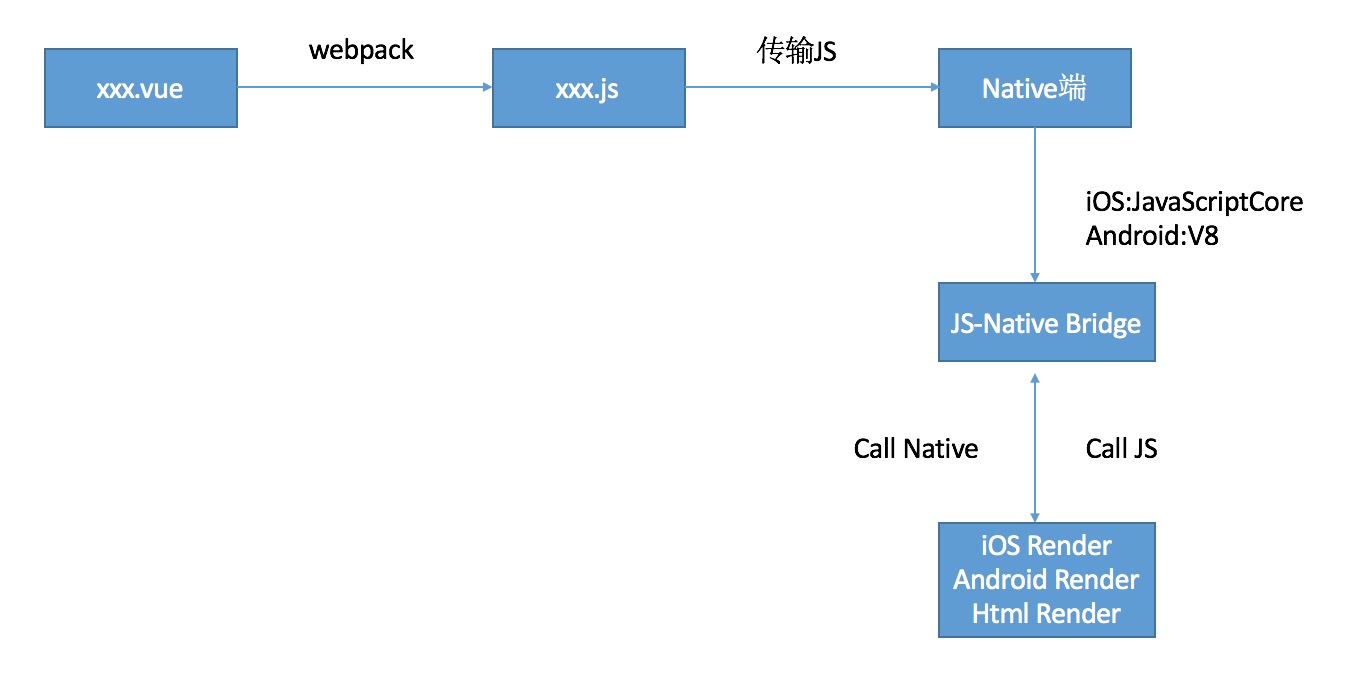 webpack
传输JS
xxx.vue
xxx.js
Native端
iOS:JavaScriptCore
Android:V8
JS-Native Bridge
Call Native
Call JS
iOS Render
Android Render
Html Render